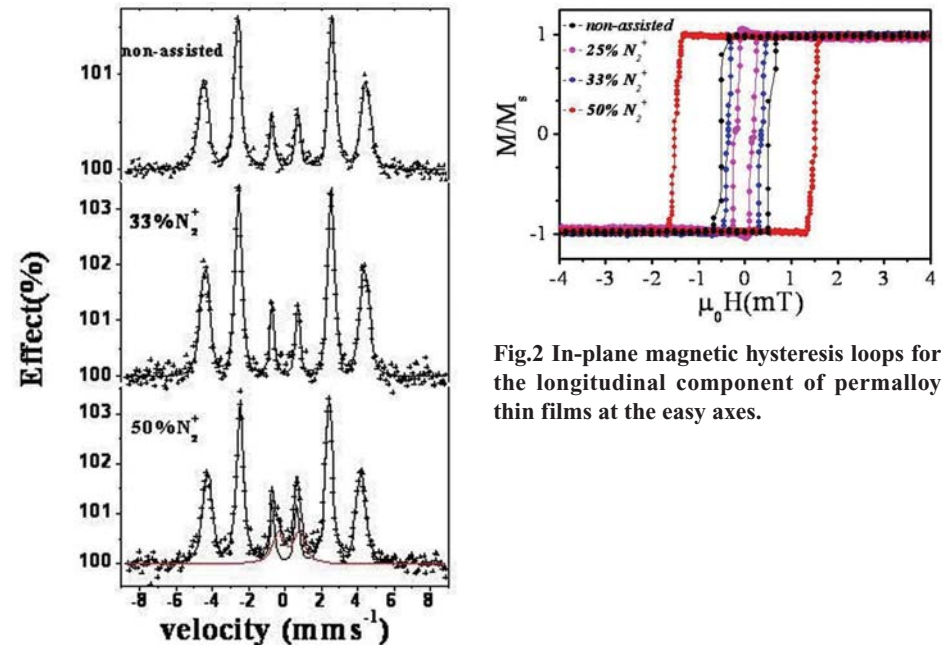 non-assisted
101
100
33%N₂⁺
103
102
101
100
50%N₂⁺
103
102
101
100
Effect(%)
-8 -6 -4 -2 0 2 4 6 8
velocity (mms⁻¹)
non-assisted
25% N₂⁺
33% N₂⁺
50% N₂⁺
1
0
-1
M/Mₛ
-4 -3 -2 -1 0 1 2 3 4
μ₀H(mT)
Fig.2 In-plane magnetic hysteresis loops for
the longitudinal component of permalloy
thin films at the easy axes.